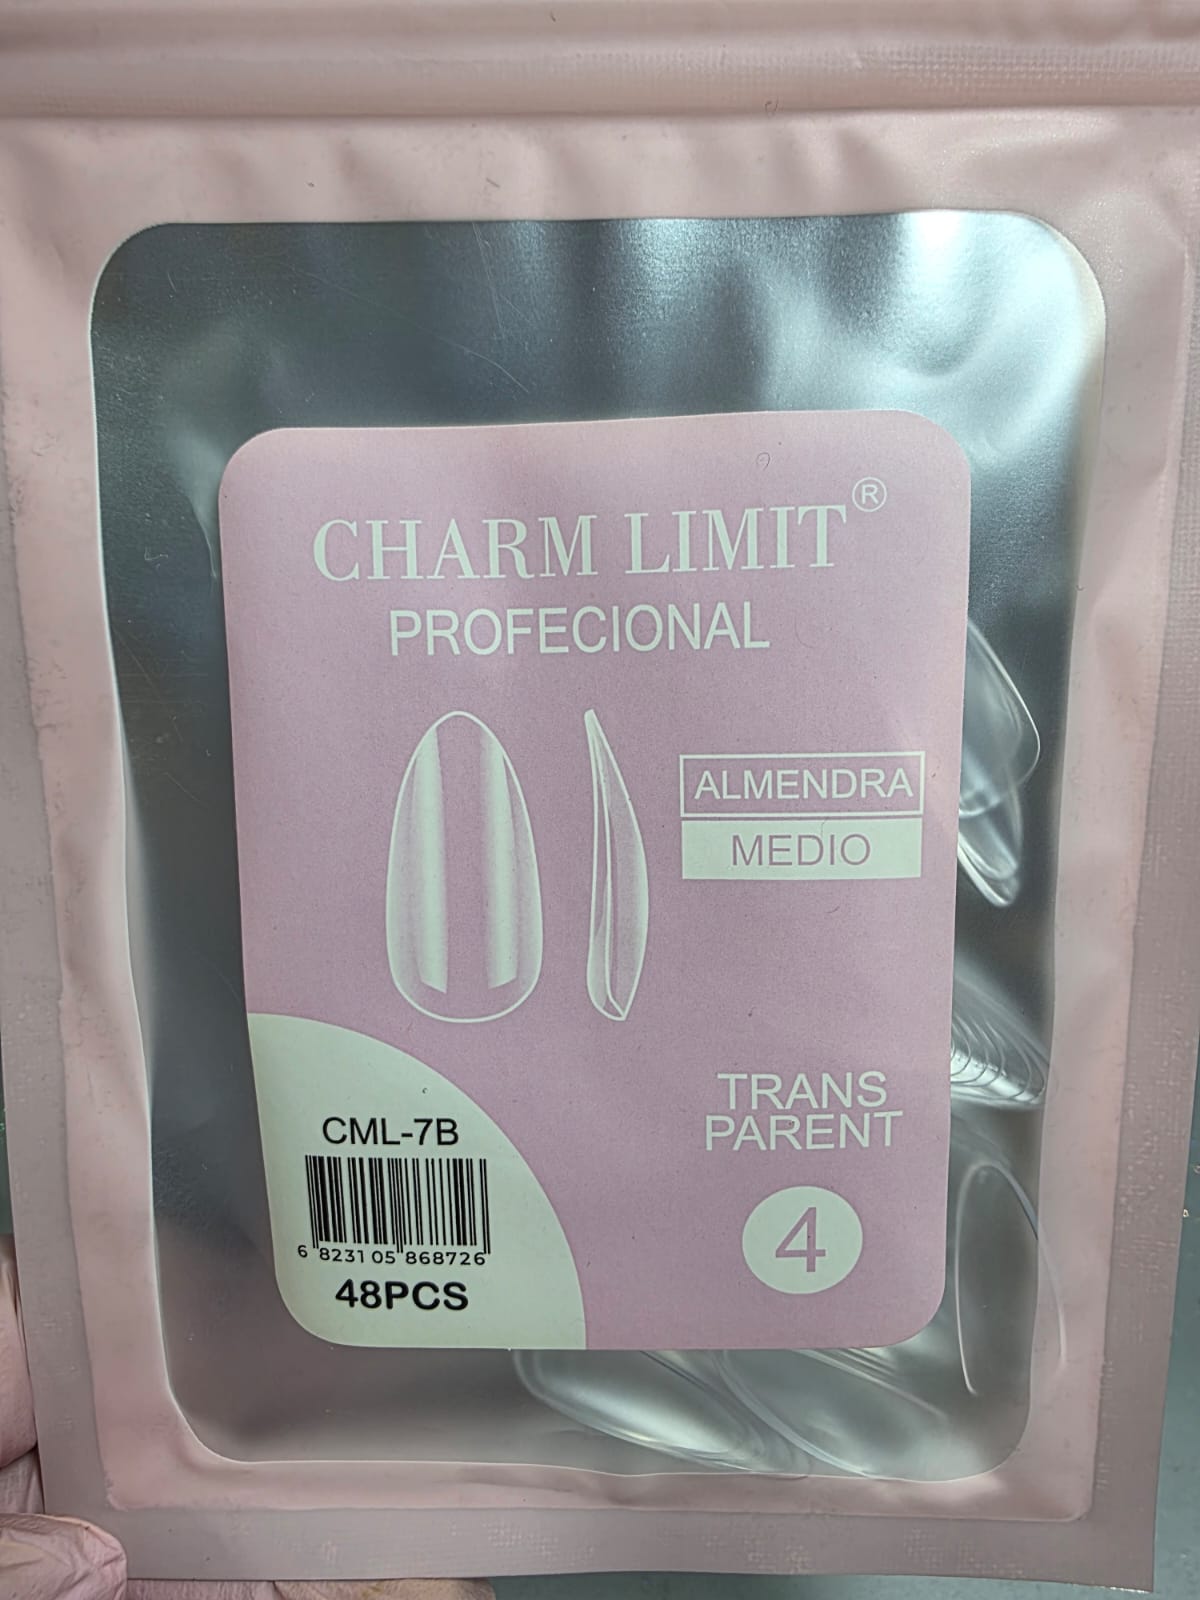 CHARM LIMIT®
PROFECIONAL
ALMENDRA
MEDIO
TRANS
PARENT
4
CML-7B
6 823105 868726
48PCS